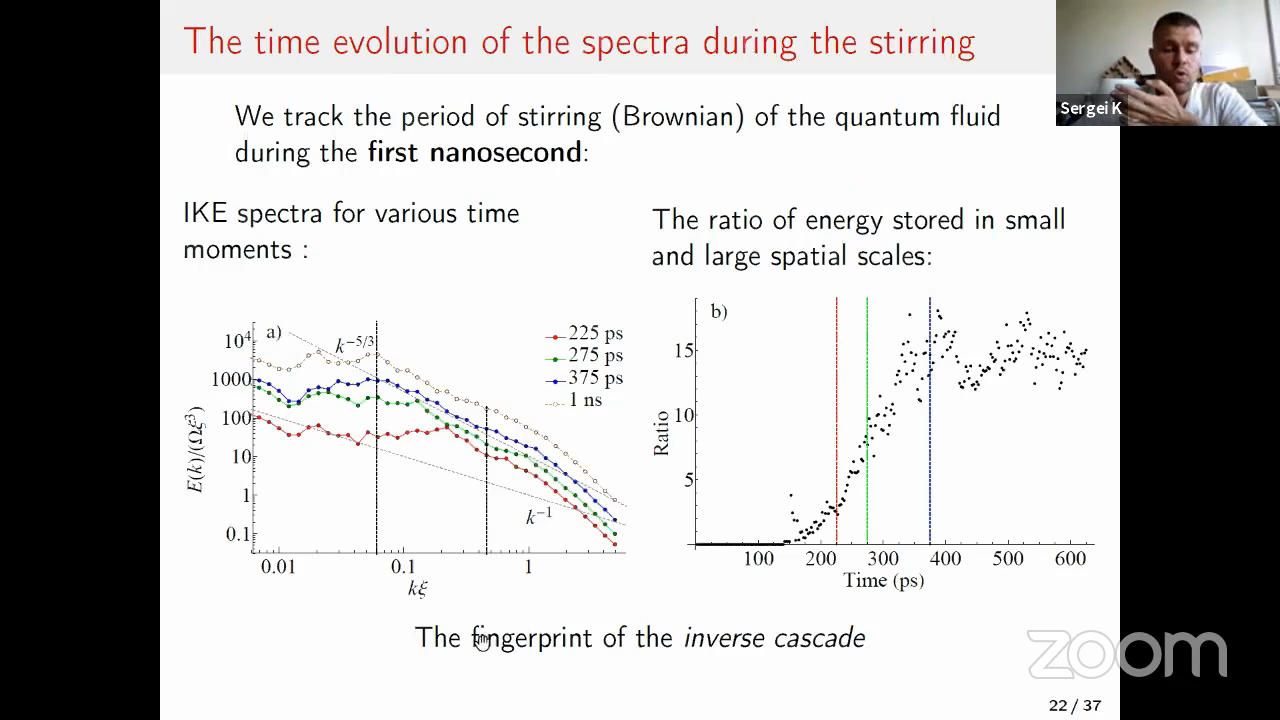 The time evolution of the spectra during the stirring
Sergei K
We track the period of stirring (Brownian) of the quantum fluid
during the first nanosecond:
IKE spectra for various time
moments :
The ratio of energy stored in small
and large spatial scales:
a)
k^{-5/3}
225 ps
275 ps
375 ps
1 ns
10^4
1000
100
10
1
0.1
E(k)/(Ωξ^3)
k^{-1}
0.01 0.1 1
kξ
b)
15
10
5
Ratio
100 200 300 400 500 600
Time (ps)
The fingerprint of the inverse cascade
zoom
22 / 37